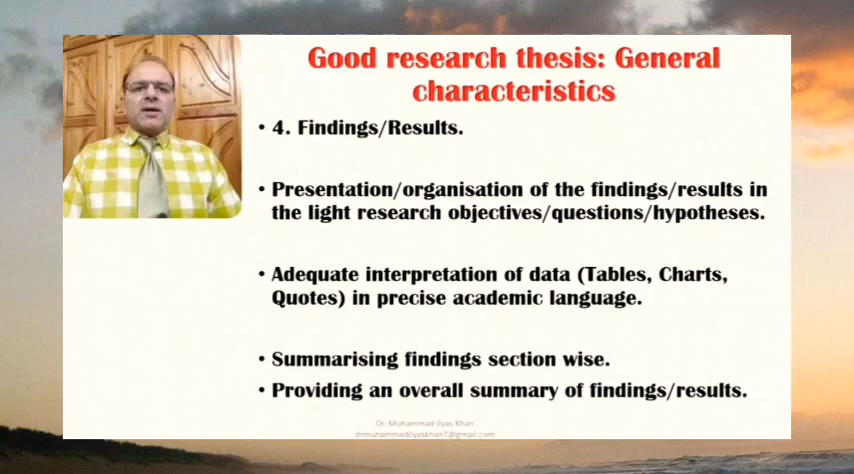 Good research thesis: General
characteristics
• 4. Findings/Results.
• Presentation/organisation of the findings/results in
the light research objectives/questions/hypotheses.
• Adequate interpretation of data (Tables, Charts,
Quotes) in precise academic language.
• Summarising findings section wise.
• Providing an overall summary of findings/results.
Dr. Muhammad Ilyas Khan
drmuhammadilyaskhan7@gmail.com